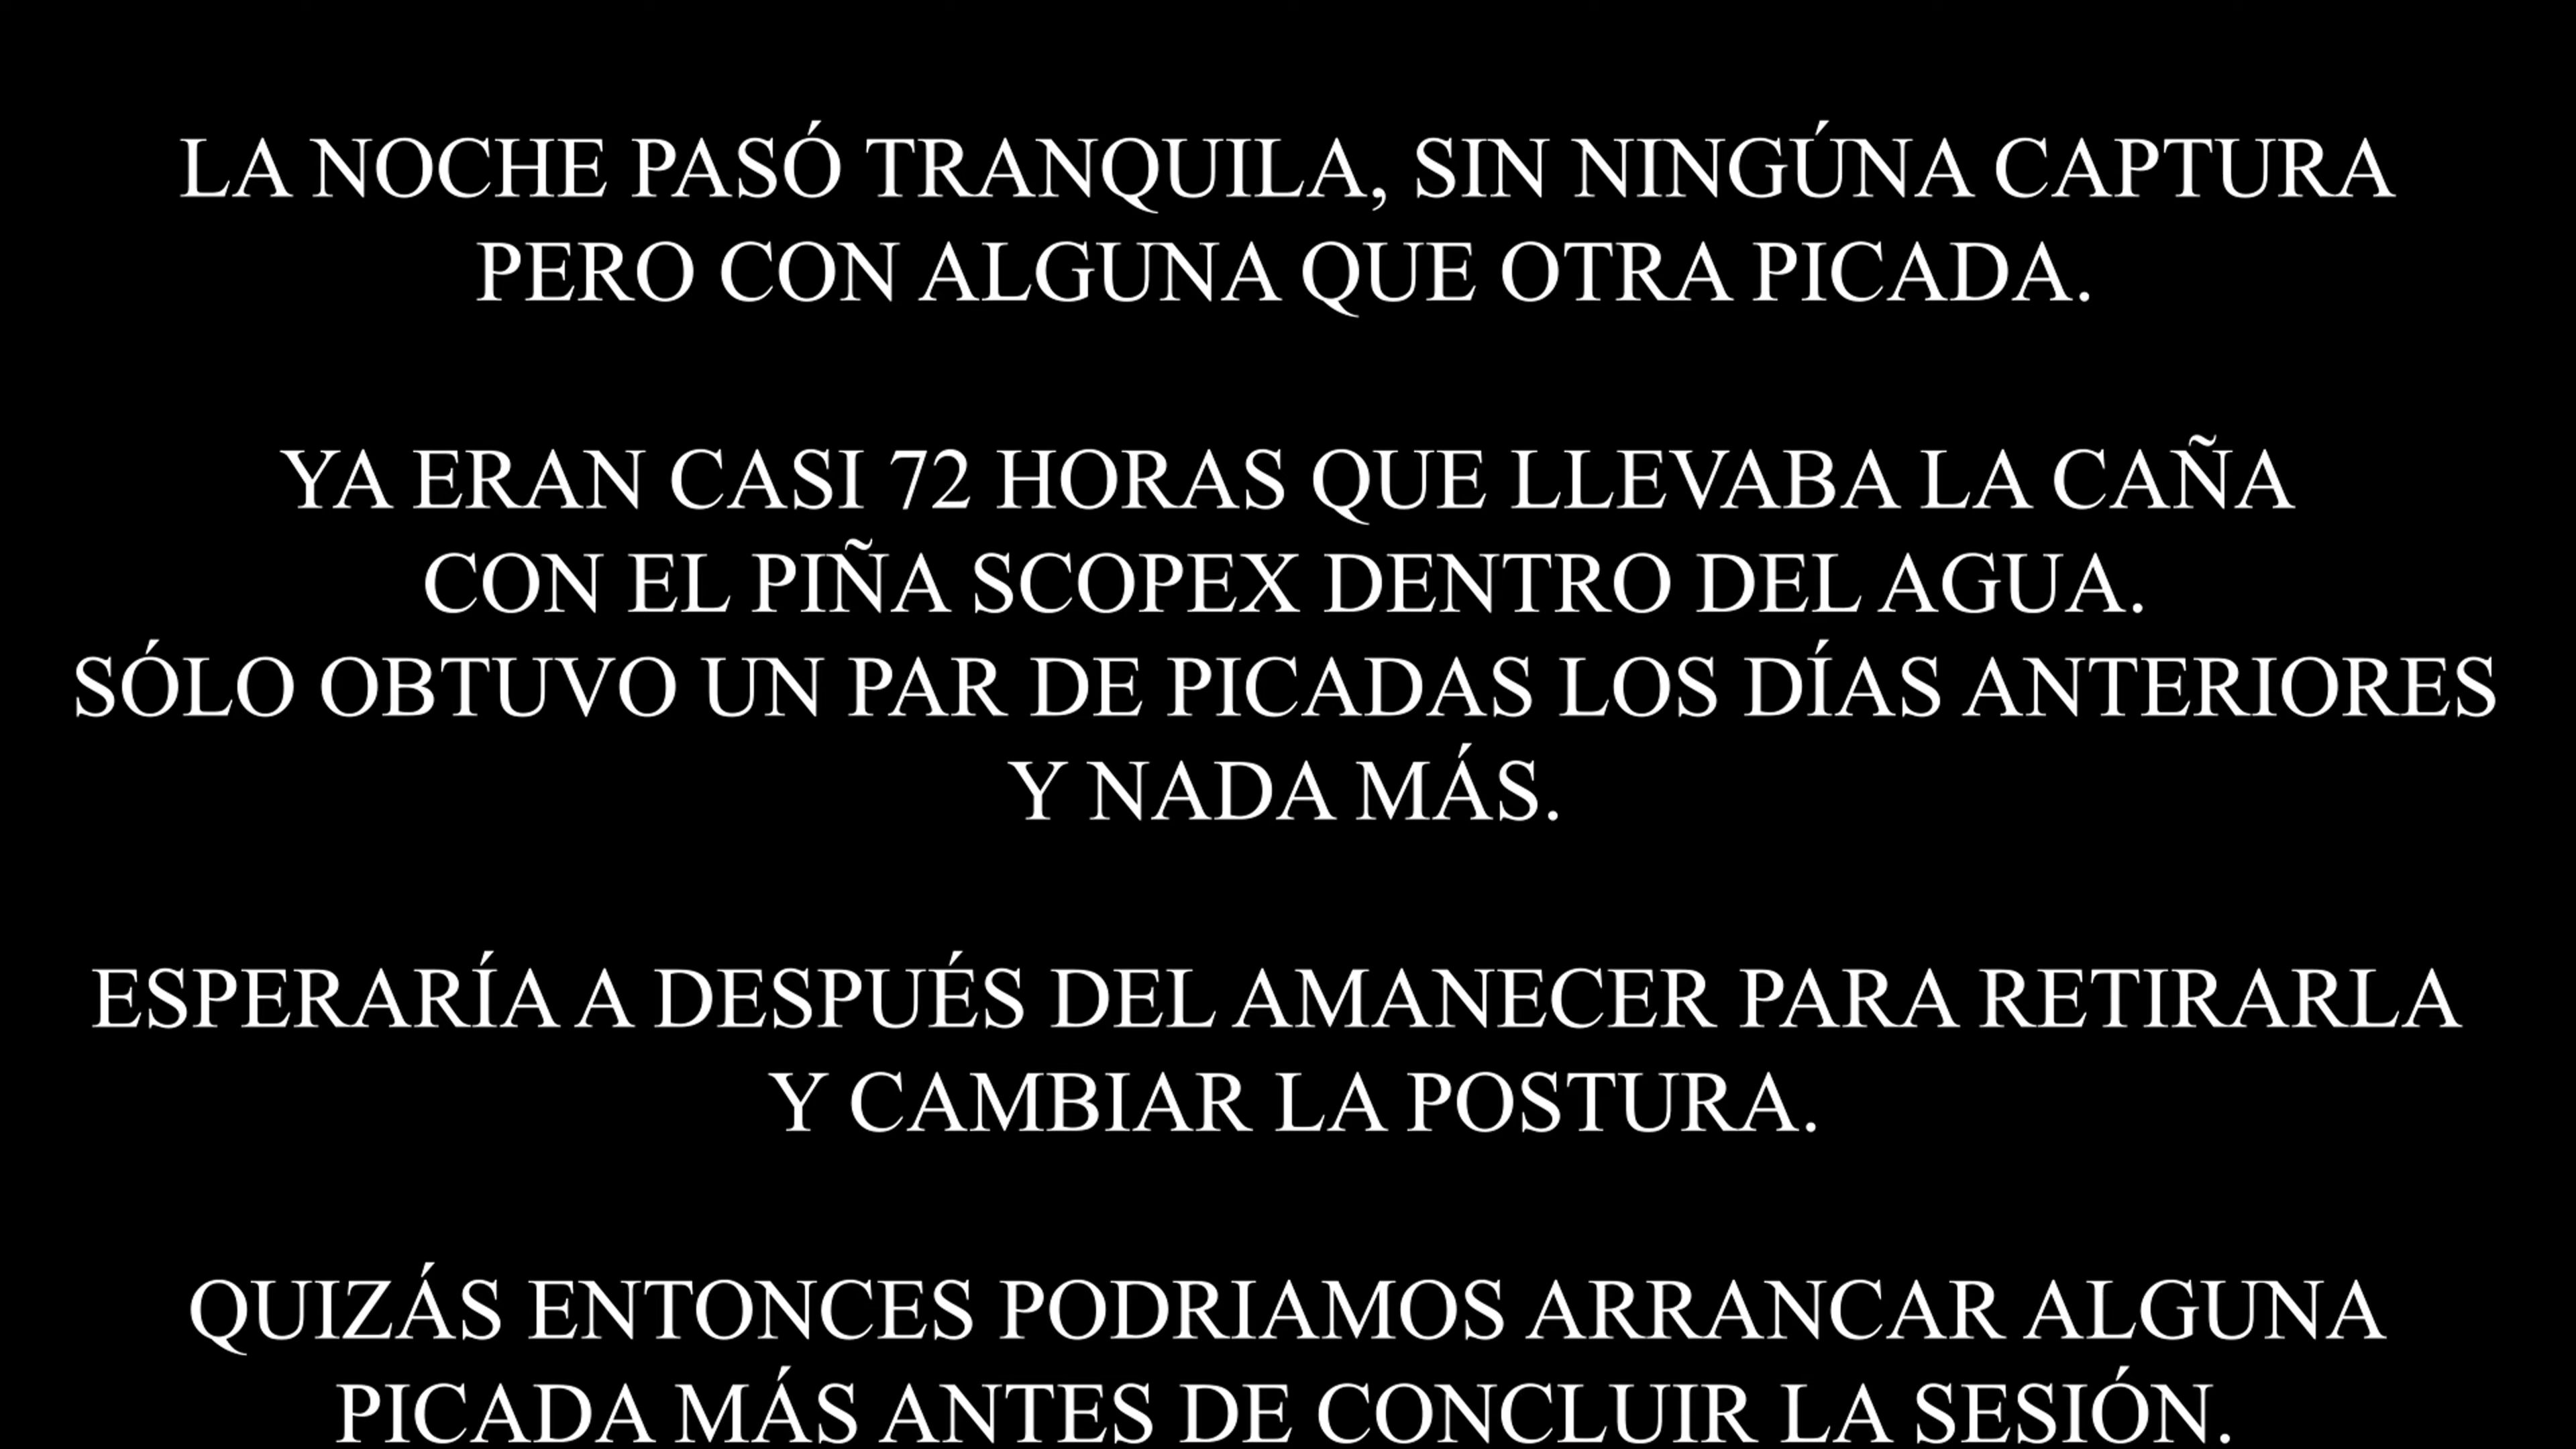 LA NOCHE PASÓ TRANQUILA, SIN NINGÚNA CAPTURA
PERO CON ALGUNA QUE OTRA PICADA.
YA ERAN CASI 72 HORAS QUE LLEVABA LA CAÑA
CON EL PIÑA SCOPEX DENTRO DEL AGUA.
SÓLO OBTUVO UN PAR DE PICADAS LOS DÍAS ANTERIORES
Y NADA MÁS.
ESPERARÍA A DESPUÉS DEL AMANECER PARA RETIRARLA
Y CAMBIAR LA POSTURA.
QUIZÁS ENTONCES PODRIAMOS ARRANCAR ALGUNA
PICADA MÁS ANTES DE CONCLUIR LA SESIÓN.